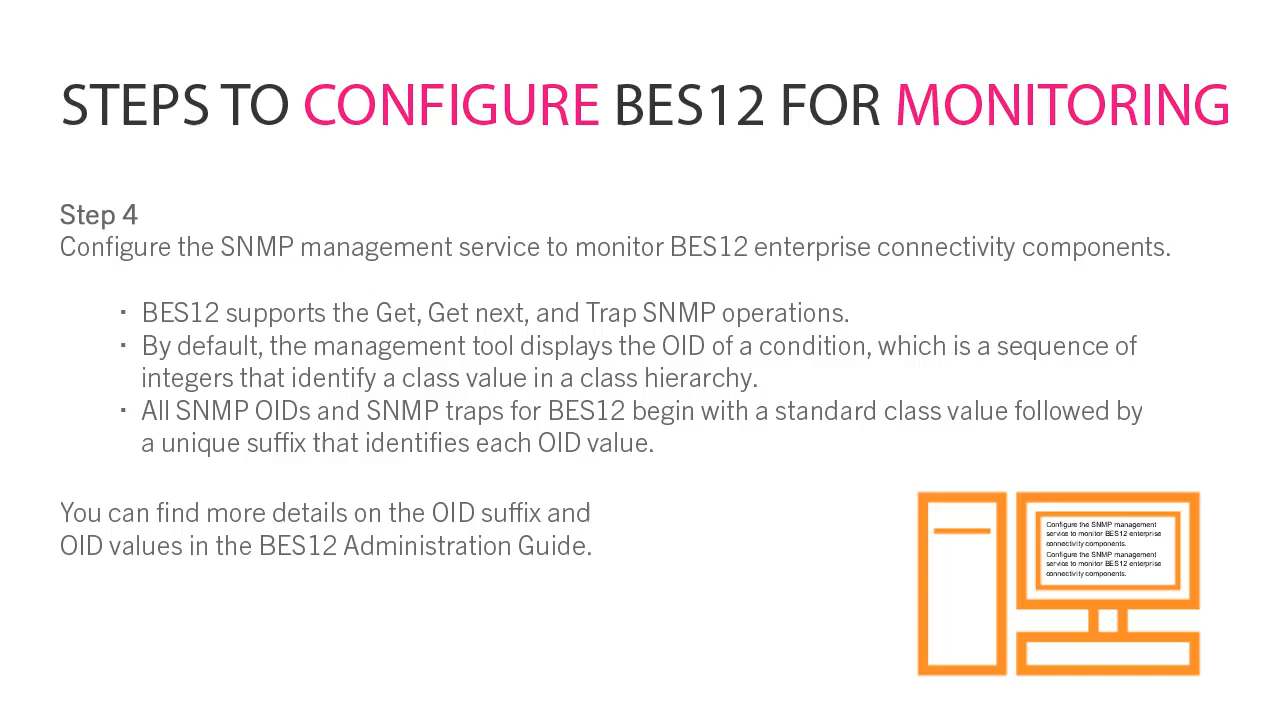 STEPS TO CONFIGURE BES12 FOR MONITORING
Step 4
Configure the SNMP management service to monitor BES12 enterprise connectivity components.
· BES12 supports the Get, Get next, and Trap SNMP operations.
· By default, the management tool displays the OID of a condition, which is a sequence of
integers that identify a class value in a class hierarchy.
· All SNMP OIDs and SNMP traps for BES12 begin with a standard class value followed by
a unique suffix that identifies each OID value.
You can find more details on the OID suffix and
OID values in the BES12 Administration Guide.
Configure the SNMP management
service to monitor BES12 enterprise
connectivity components.
Configure the SNMP management
service to monitor BES12 enterprise
connectivity components.